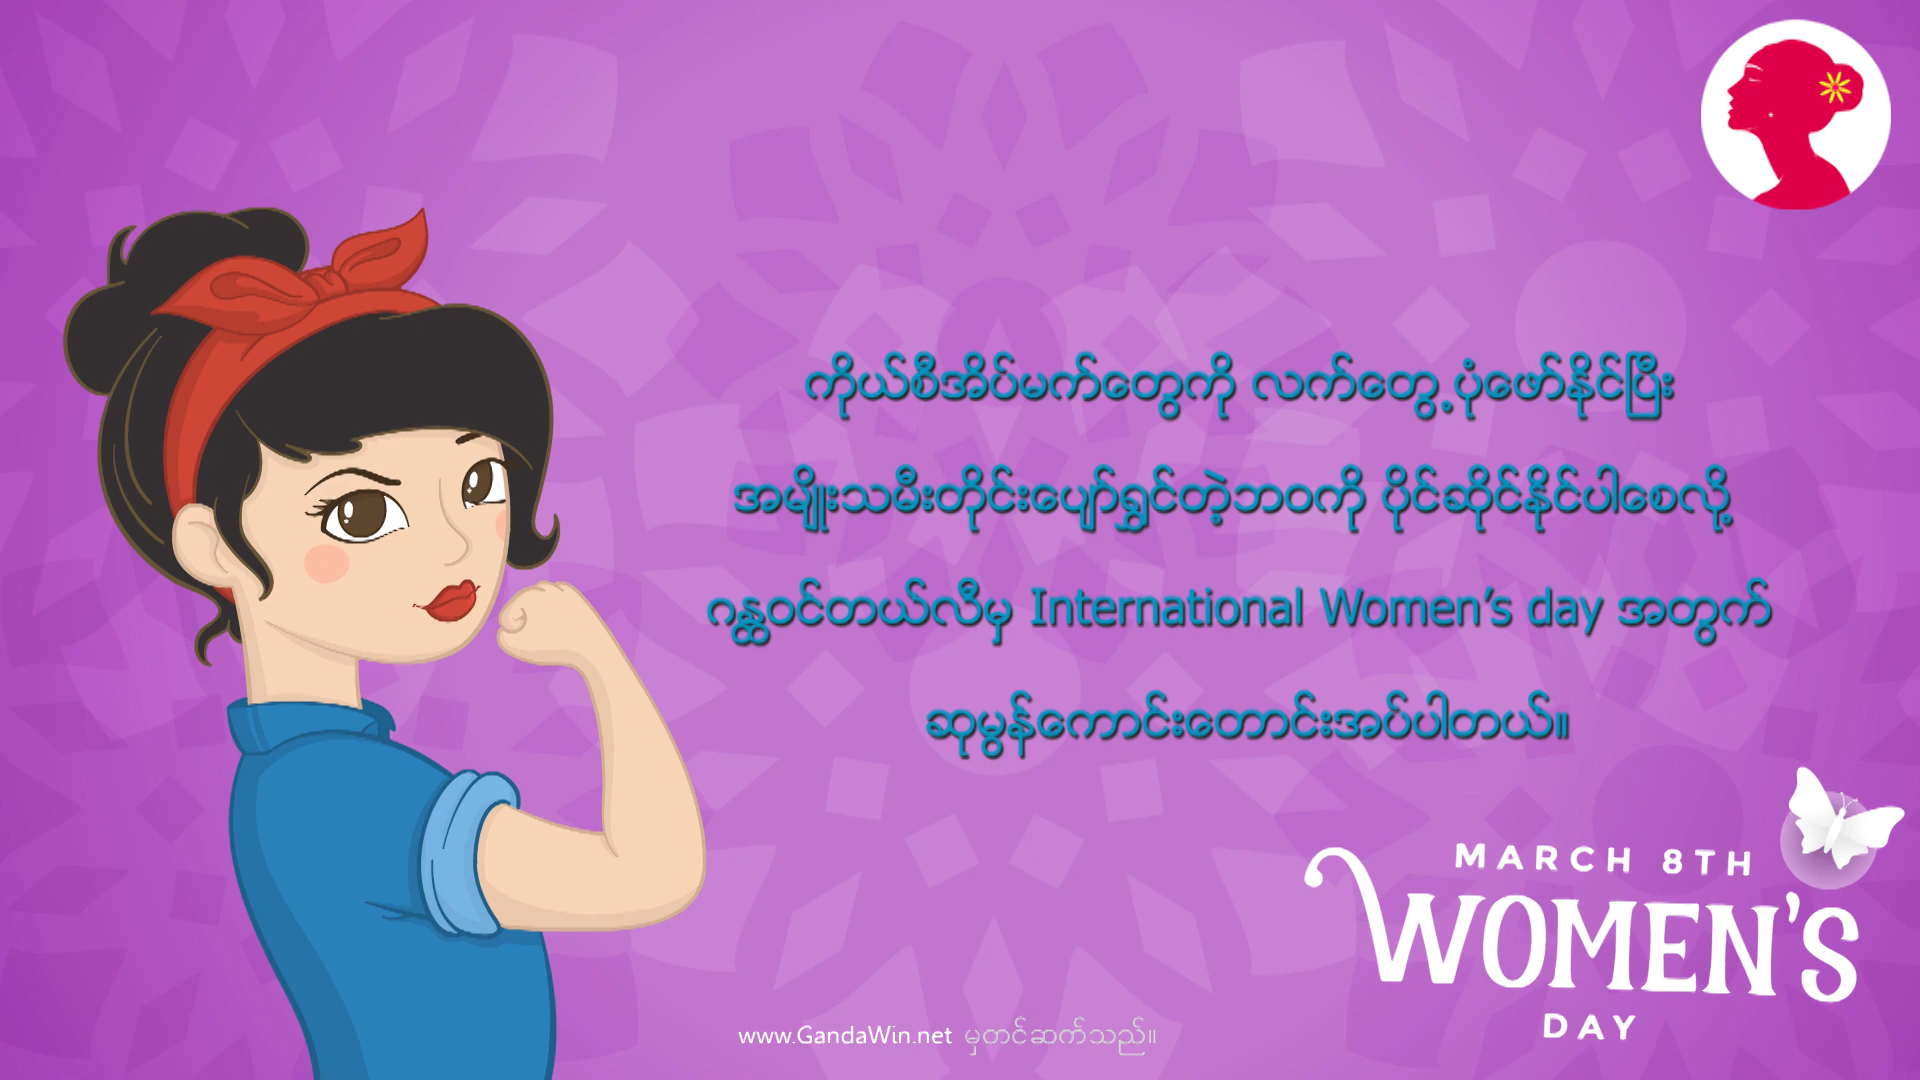 ကိုယ်စီအိပ်မက်တွေကို လက်တွေ့ပုံဖော်နိုင်ပြီး
အမျိုးသမီးတိုင်းပျော်ရွှင်တဲ့ဘဝကို ပိုင်ဆိုင်နိုင်ပါစေလို့
ဂန္ထဝင်တယ်လီမှ International Women's day အတွက်
ဆုမွန်ကောင်းတောင်းအပ်ပါတယ်။
MARCH 8TH
WOMEN'S
DAY
www.GandaWin.net မှတင်ဆက်သည်။